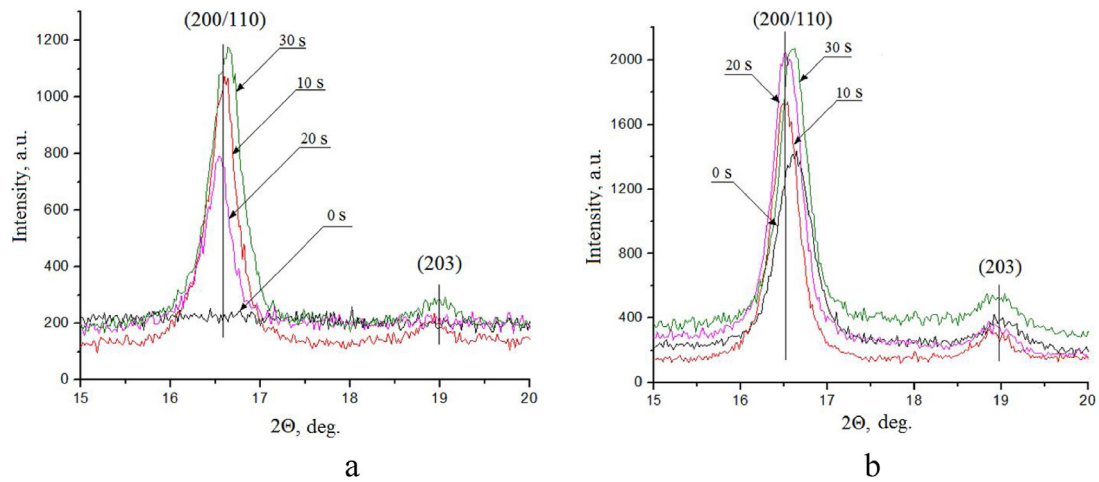 (200/110)
30 s
10 s
20 s
0 s
(203)
Intensity, a.u.
1200
1000
800
600
400
200
0
15 16 17 18 19 20
2Θ, deg.
a
(200/110)
20 s
30 s
10 s
0 s
(203)
Intensity, a.u.
2000
1600
1200
800
400
0
15 16 17 18 19 20
2Θ, deg.
b